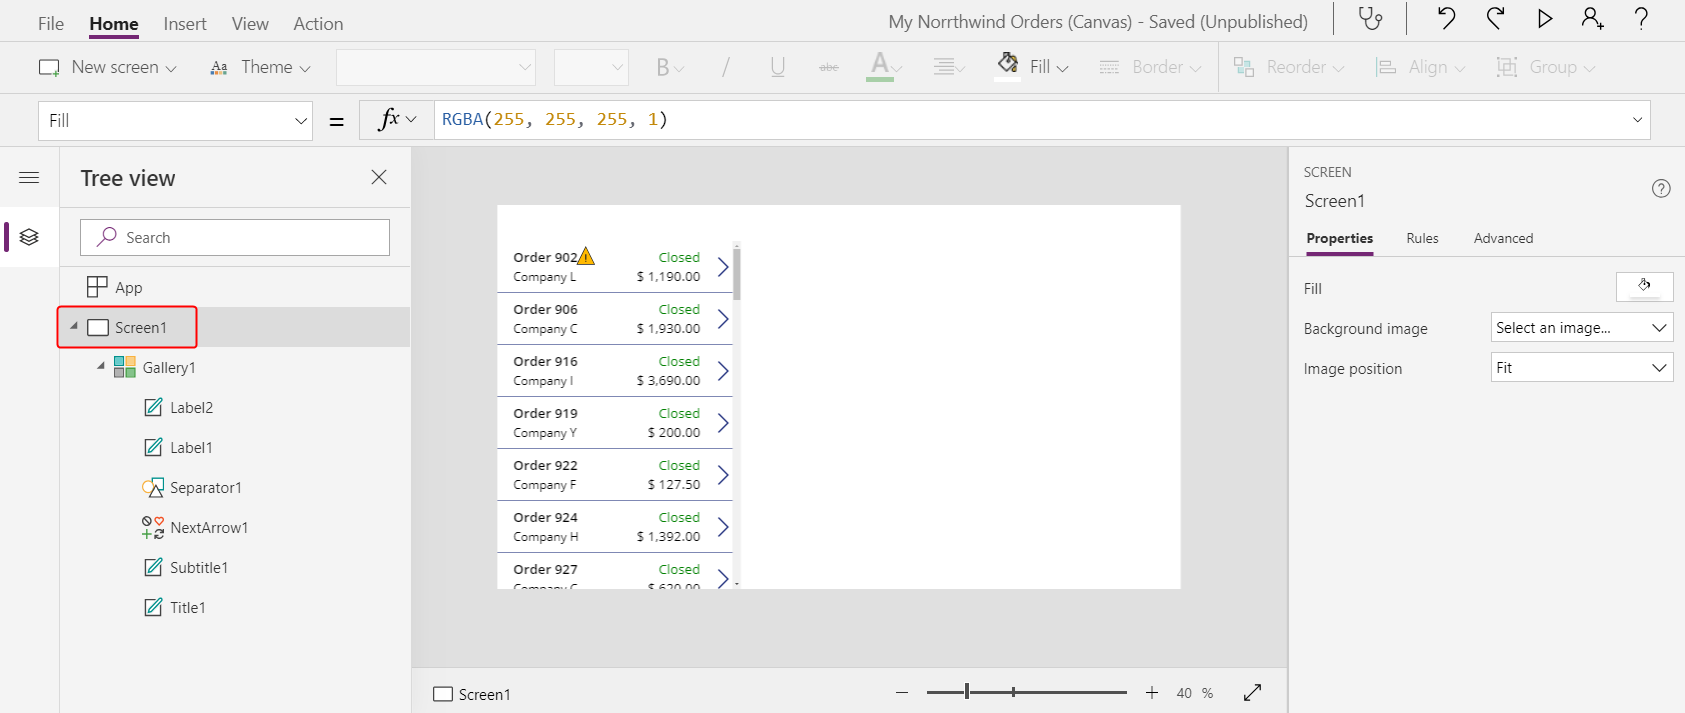 File Home Insert View Action My Norrthwind Orders (Canvas) - Saved (Unpublished) ?
New screen Aa Theme B / U abc A Fill Border Reorder Align Group
Fill = fx RGBA(255, 255, 255, 1)
Tree view
Search
App
Screen1
Gallery1
Label2
Label1
Separator1
NextArrow1
Subtitle1
Title1
Order 902 Closed
Company L $ 1,190.00
Order 906 Closed
Company C $ 1,930.00
Order 916 Closed
Company I $ 3,690.00
Order 919 Closed
Company Y $ 200.00
Order 922 Closed
Company F $ 127.50
Order 924 Closed
Company H $ 1,392.00
Order 927 Closed
Company G $ 620.00
Screen1 40 %
SCREEN
Screen1
Properties Rules Advanced
Fill
Background image Select an image...
Image position Fit